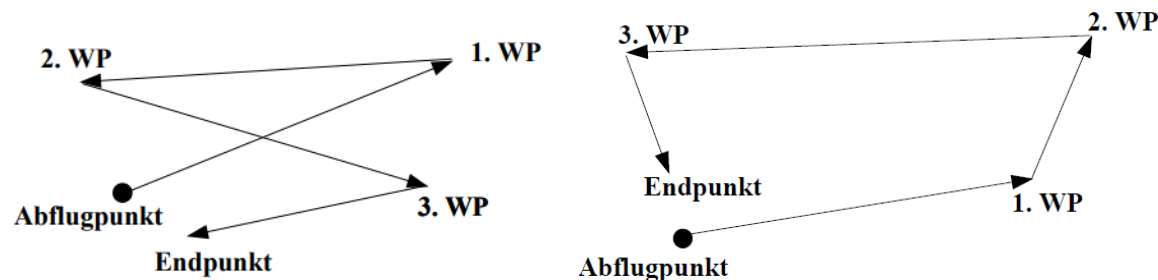 2. WP
1. WP
Abflugpunkt
3. WP
Endpunkt
2. WP
3. WP
Endpunkt
1. WP
Abflugpunkt